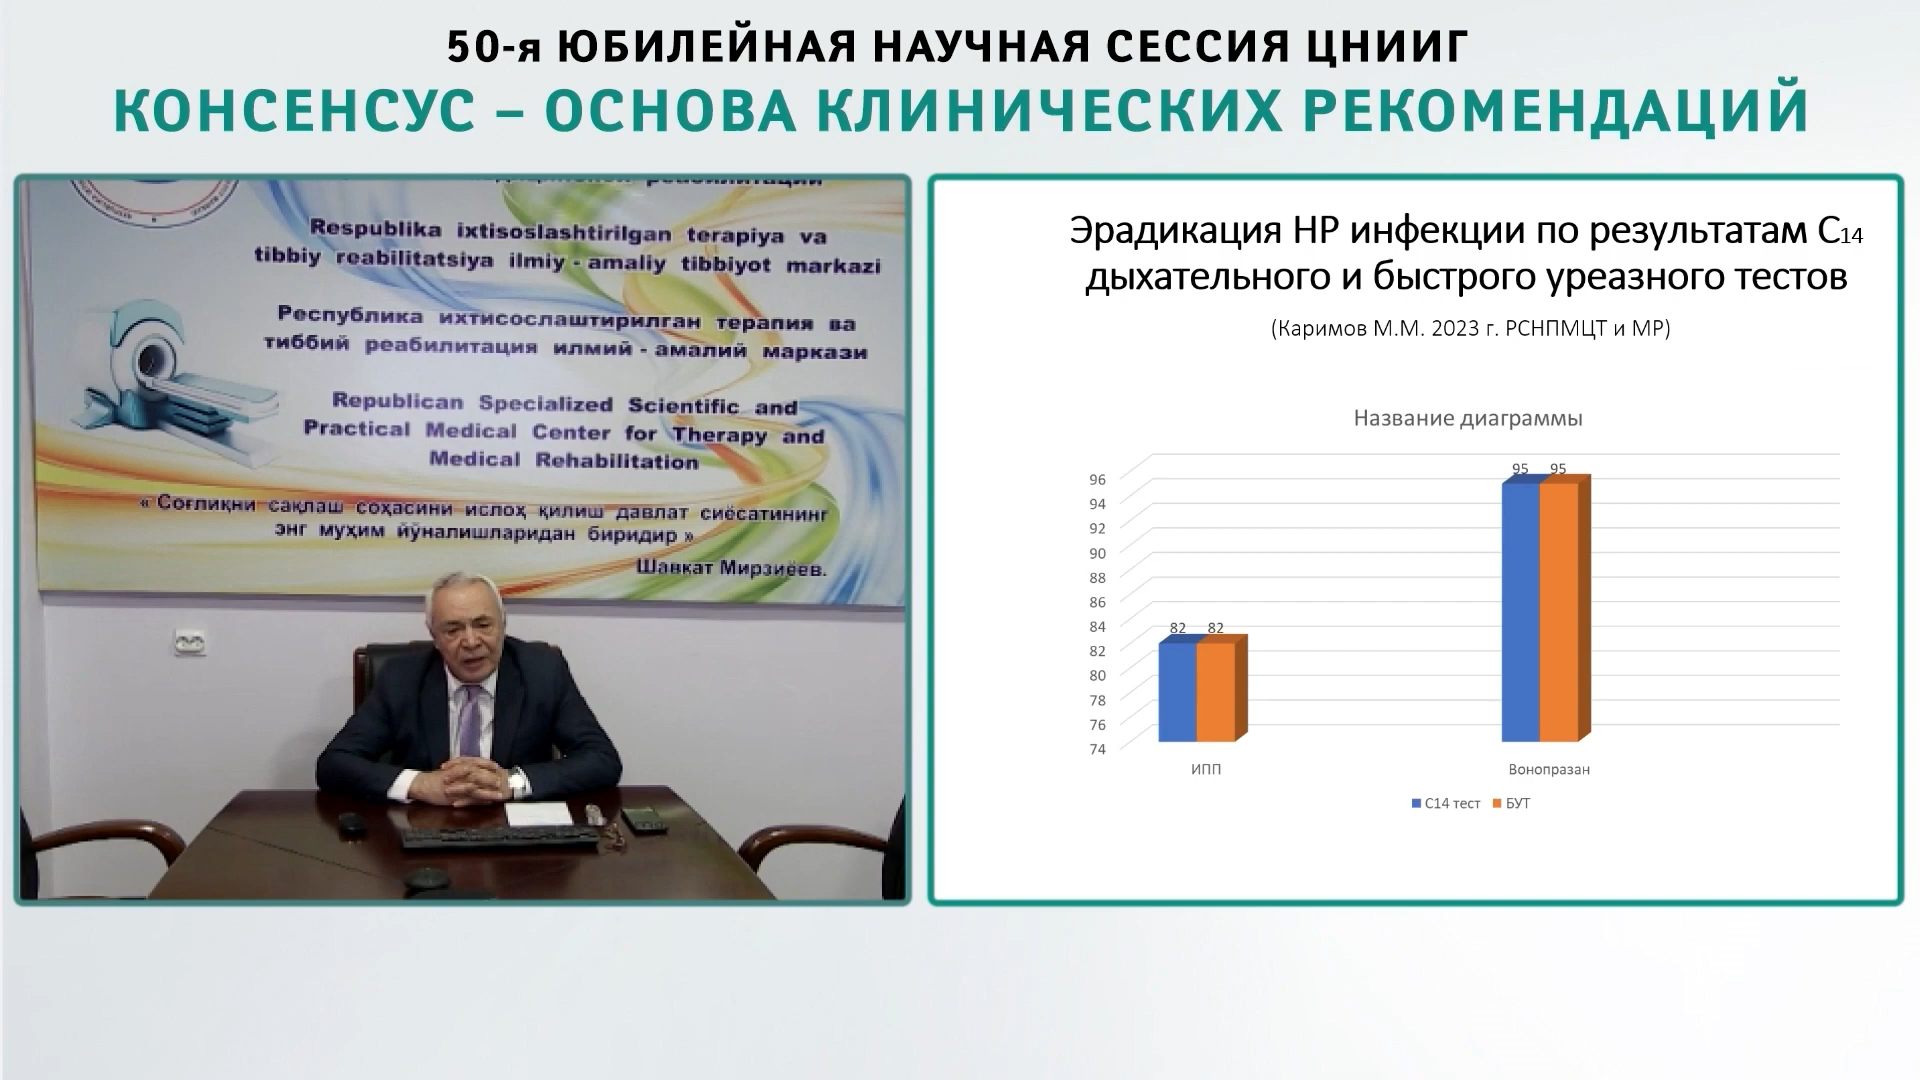 50-я ЮБИЛЕЙНАЯ НАУЧНАЯ СЕССИЯ ЦНИИГ
КОНСЕНСУС – ОСНОВА КЛИНИЧЕСКИХ РЕКОМЕНДАЦИЙ
реабилитации
Respublika ixtisoslashtirilgan terapiya va
tibbiy reabilitatsiya ilmiy - amaliy tibbiyot markazi
Республика ихтисослаштирилган терапия ва
тиббий реабилитация илмий - амалий маркази
Republican Specialized Scientific and
Practical Medical Center for Therapy and
Medical Rehabilitation
« Соғлиқни сақлаш соҳасини ислоҳ қилиш давлат сиёсатининг
энг муҳим йўналишларидан биридир »
Шавкат Мирзиёев.
Эрадикация НР инфекции по результатам С14
дыхательного и быстрого уреазного тестов
(Каримов М.М. 2023 г. РСНПМЦТ и МР)
Название диаграммы
96
94
92
90
88
86
84
82
80
78
76
74
82 82
95 95
ИПП
Вонопразан
С14 тест
БУТ